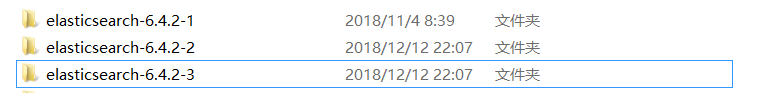 elasticsearch-6.4.2-1 2018/11/4 8:39 文件夹
elasticsearch-6.4.2-2 2018/12/12 22:07 文件夹
elasticsearch-6.4.2-3 2018/12/12 22:07 文件夹